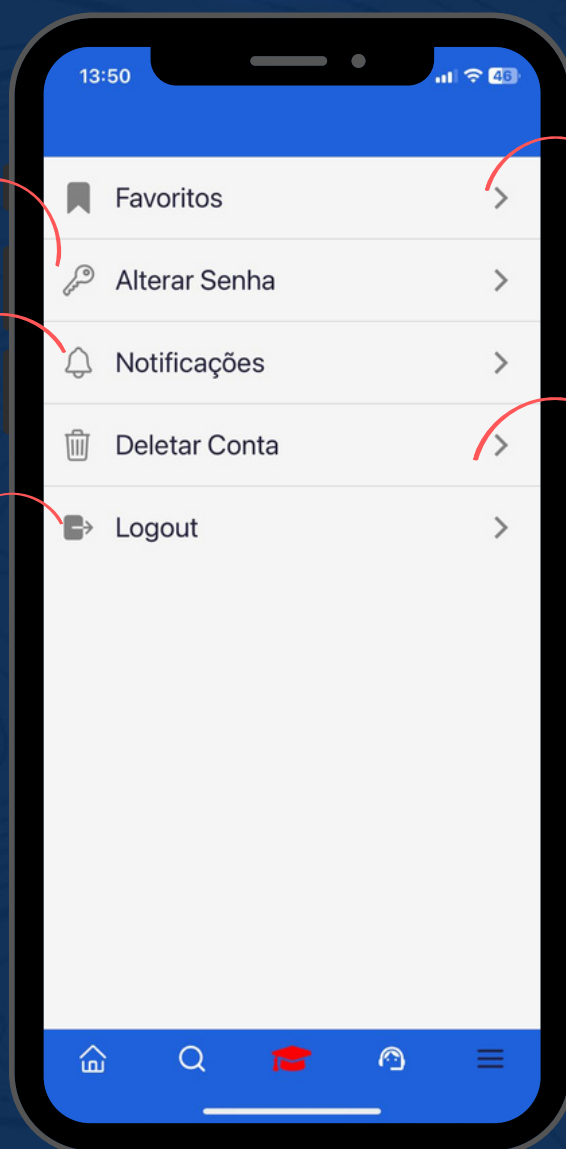 13:50
46
Favoritos
Alterar Senha
Notificações
Deletar Conta
Logout